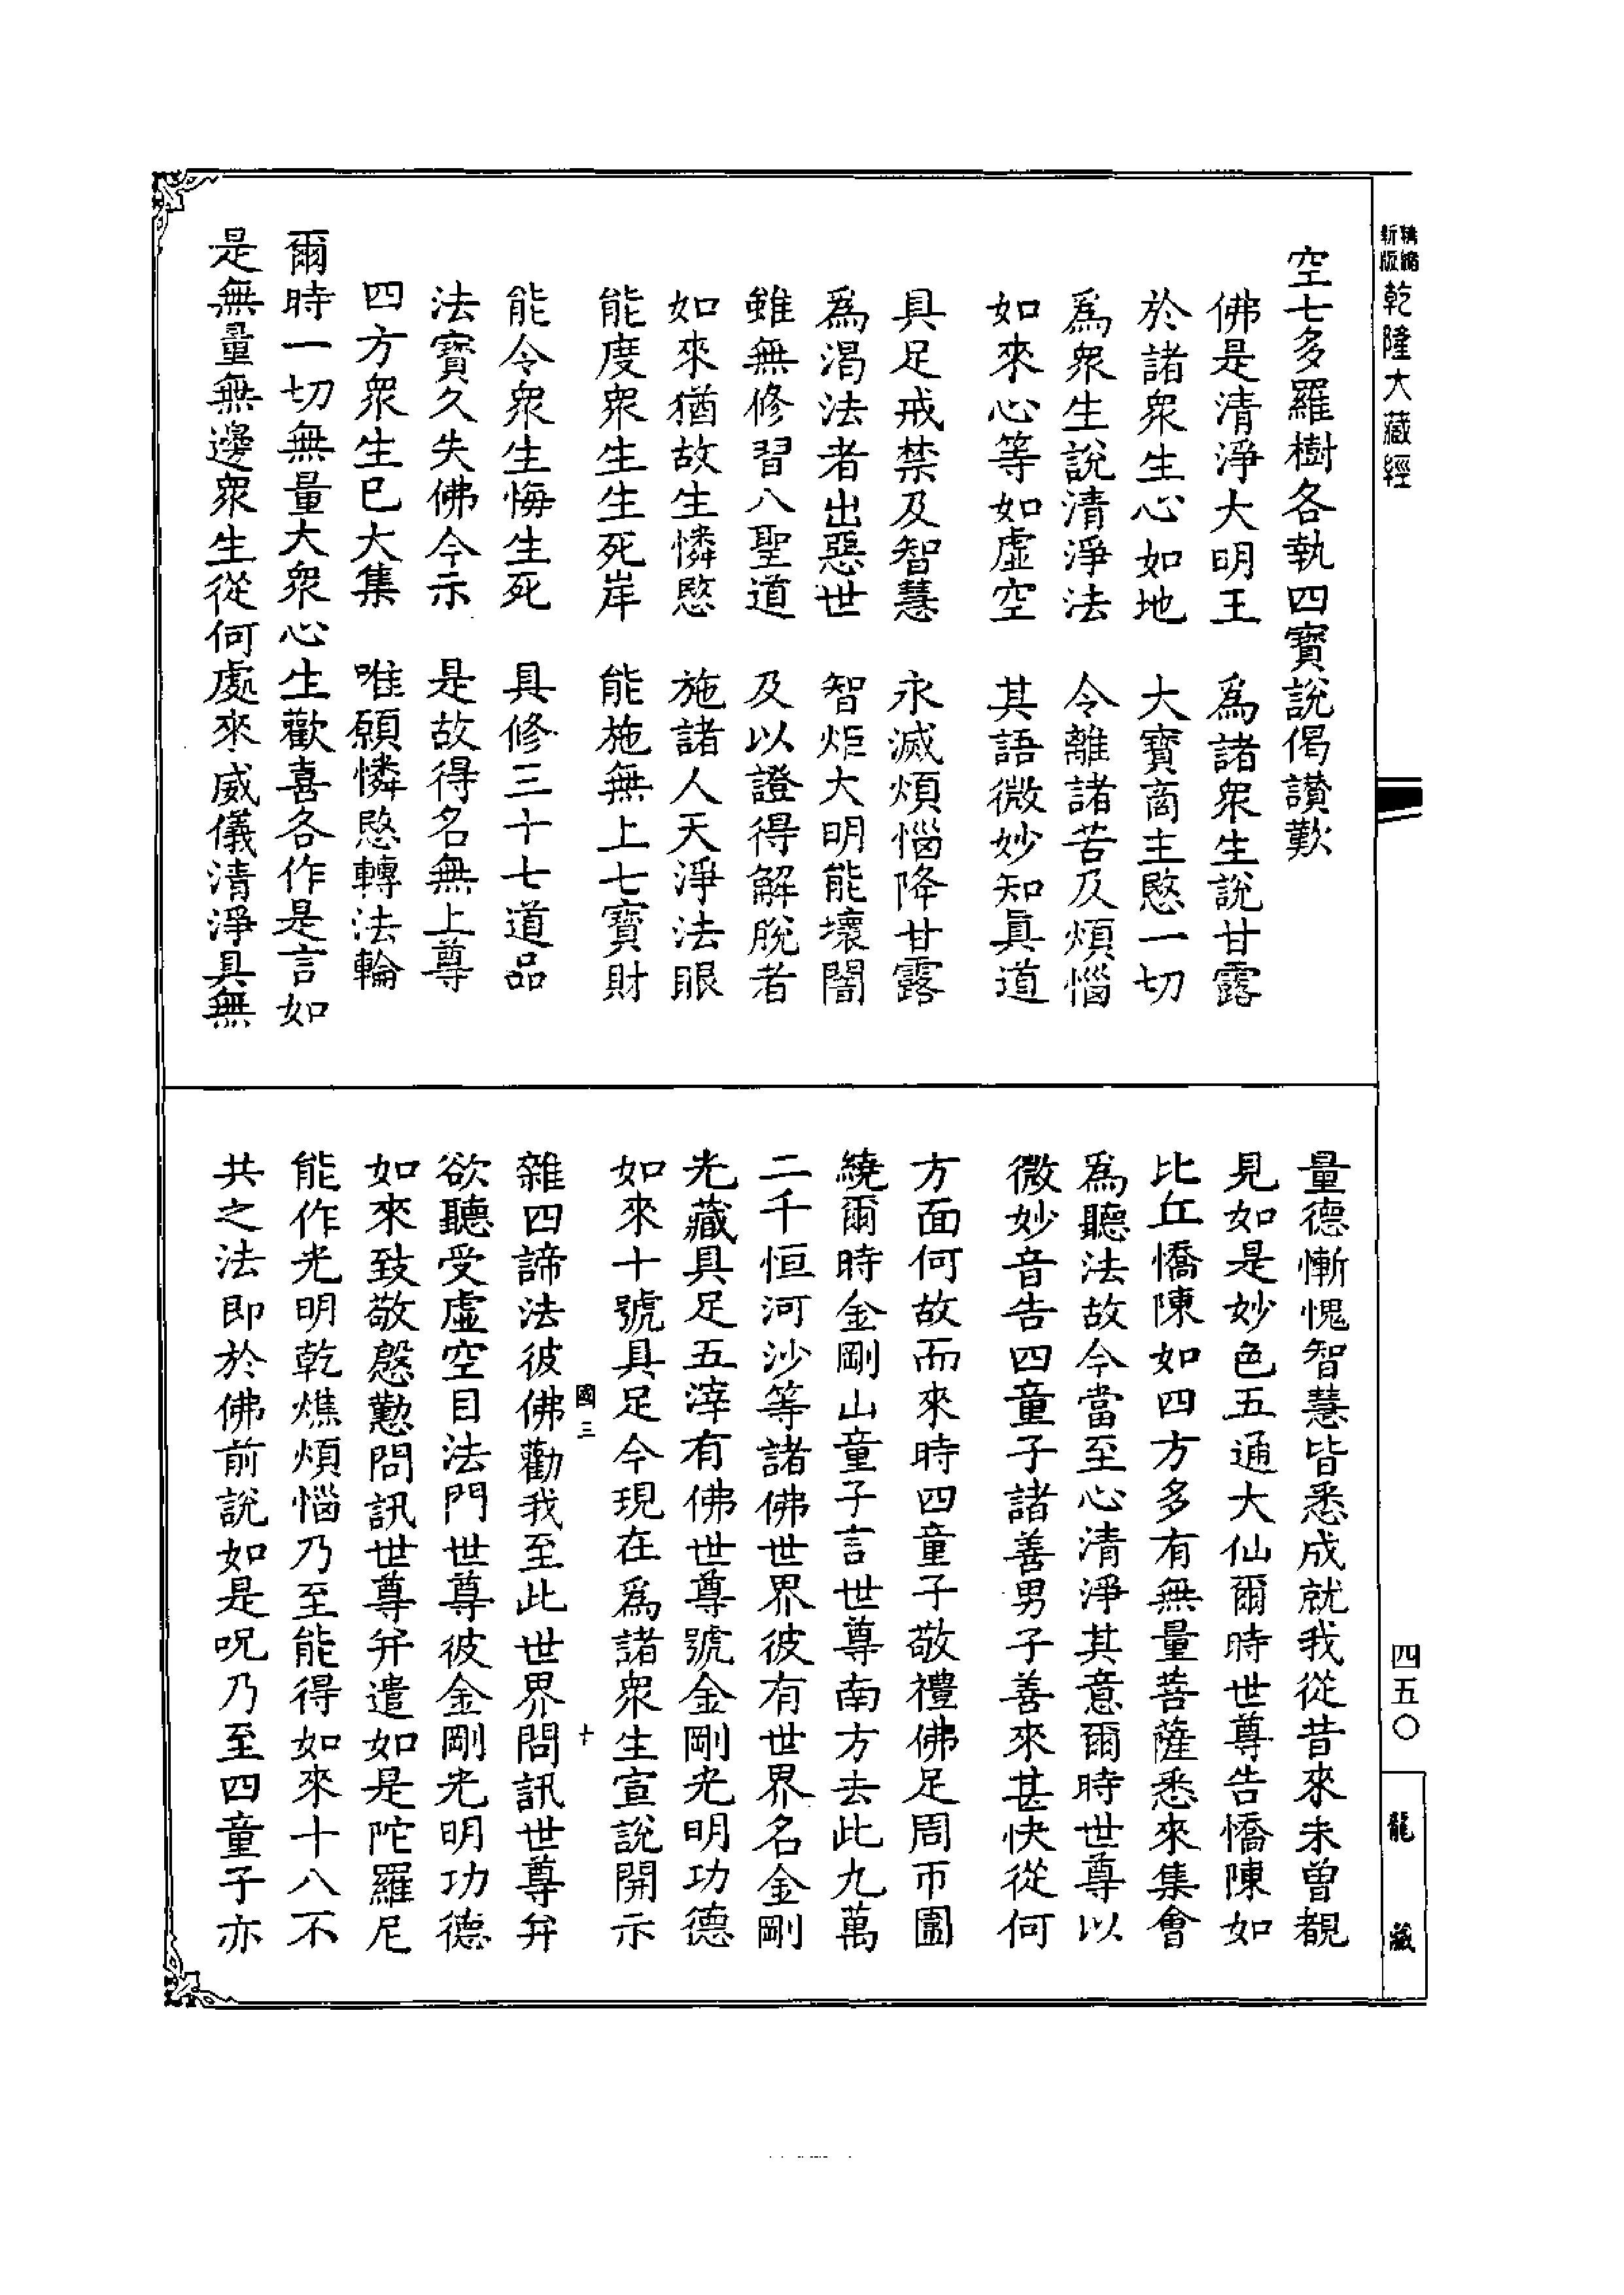 精縮新版乾隆大藏經
空七多羅樹各執四寶說偈讚歎
佛是清淨大明王　為諸衆生說甘露
於諸衆生心如地　大寶商主愍一切
爲衆生說清淨法　令離諸苦及煩惱
如來心等如虛空　其語微妙知真道
具足戒禁及智慧　永滅煩惱降甘露
爲渴法者出惡世　智炬大明能壞闇
雖無修習八聖道　及以證得解脫者
如來猶故生憐愍　施諸人天淨法眼
能度衆生生死岸　能施無上七寶財
能令衆生悔生死　具修三十七道品
法寶久失佛今示　是故得名無上尊
四方衆生已大集　唯願憐愍轉法輪
爾時一切無量大衆心生歡喜各作是言如
是無量無邊衆生從何處來威儀清淨具無
量德慚愧智慧皆悉成就我從昔來未曾覩
見如是妙色五通大仙爾時世尊告憍陳如
比丘憍陳如四方多有無量菩薩悉來集會
爲聽法故今當至心清淨其意爾時世尊以
微妙音告四童子諸善男子善來甚快從何
方面何故而來時四童子敬禮佛足周帀圍
繞爾時金剛山童子言世尊南方去此九萬
二千恒河沙等諸佛世界彼有世界名金剛
光藏具足五滓有佛世尊號金剛光明功德
如來十號具足今現在爲諸衆生宣說開示
國三　十
雜四諦法彼佛勸我至此世界問訊世尊并
欲聽受虛空目法門世尊彼金剛光明功德
如來致敬慇懃問訊世尊并遣如是陀羅尼
能作光明乾燋煩惱乃至能得如來十八不
共之法即於佛前說如是呪乃至四童子亦
四五〇
龍藏